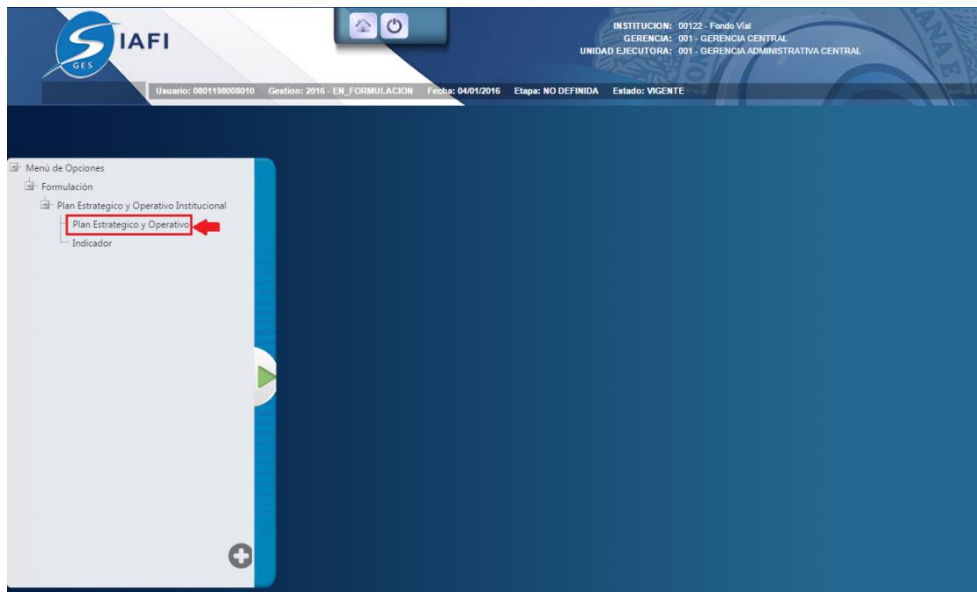 SIAFI
GES
INSTITUCION: 00122 - Fondo Vial
GERENCIA: 001 - GERENCIA CENTRAL
UNIDAD EJECUTORA: 001 - GERENCIA ADMINISTRATIVA CENTRAL
Usuario: 0801198008010 Gestion: 2016 - EN_FORMULACION Fecha: 04/01/2016 Etapa: NO DEFINIDA Estado: VIGENTE
Menú de Opciones
Formulación
Plan Estrategico y Operativo Institucional
Plan Estrategico y Operativo
Indicador